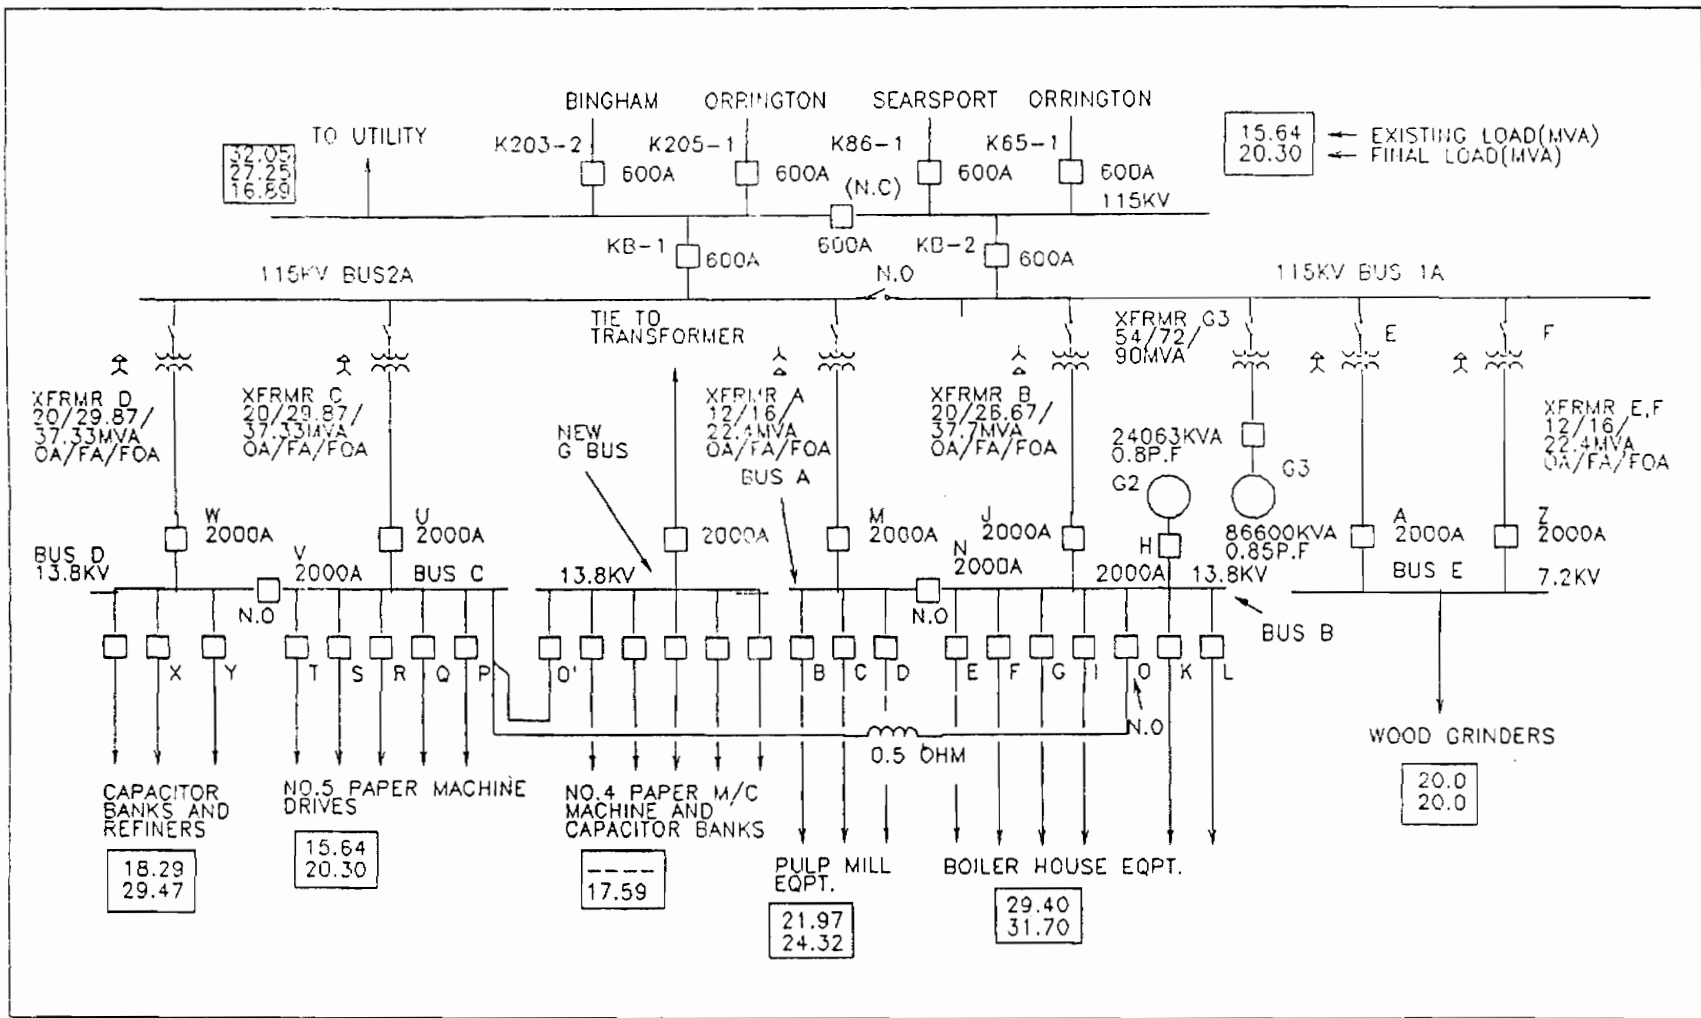 BINGHAM
ORRINGTON
SEARSPORT
ORRINGTON
TO UTILITY
K203-2
K205-1
K86-1
K65-1
15.64
20.30
EXISTING LOAD(MVA)
FINAL LOAD(MVA)
32.05
27.25
16.89
600A
600A
(N.C)
600A
600A
115KV
KB-1
600A
600A
KB-2
600A
115KV BUS2A
N.O
115KV BUS 1A
TIE TO
TRANSFORMER
XFRMR G3
54/72/
90MVA
E
F
XFRMR D
20/29.87/
37.33MVA
OA/FA/FOA
XFRMR C
20/29.87/
37.33MVA
OA/FA/FOA
NEW
G BUS
XFRMR A
12/16/
22.4MVA
OA/FA/FOA
BUS A
XFRMR B
20/26.67/
37.7MVA
OA/FA/FOA
24063KVA
0.8P.F
G2
G3
XFRMR E,F
12/16/
22.4MVA
OA/FA/FOA
W
2000A
U
2000A
2000A
M
2000A
J
2000A
H
86600KVA
0.85P.F
A
2000A
Z
2000A
BUS D
13.8KV
V
2000A
BUS C
13.8KV
N
2000A
2000A
13.8KV
BUS E
7.2KV
N.O
N.O
BUS B
X
Y
T
S
R
Q
P
O'
B
C
D
E
F
G
I
O
K
L
N.O
0.5 OHM
WOOD GRINDERS
20.0
20.0
CAPACITOR
BANKS AND
REFINERS
18.29
29.47
NO.5 PAPER MACHINE
DRIVES
15.64
20.30
NO.4 PAPER M/C
MACHINE AND
CAPACITOR BANKS
----
17.59
PULP MILL
EQPT.
21.97
24.32
BOILER HOUSE EQPT.
29.40
31.70